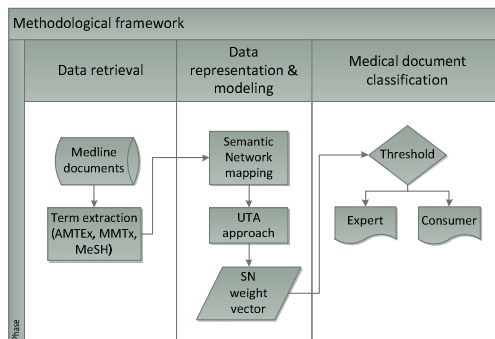 Methodological framework
Data retrieval
Data
representation &
modeling
Medical document
classification
Medline
documents
Term extraction
(AMTEx, MMTx,
MeSH)
Semantic
Network
mapping
UTA
approach
SN
weight
vector
Threshold
Expert
Consumer
Phase